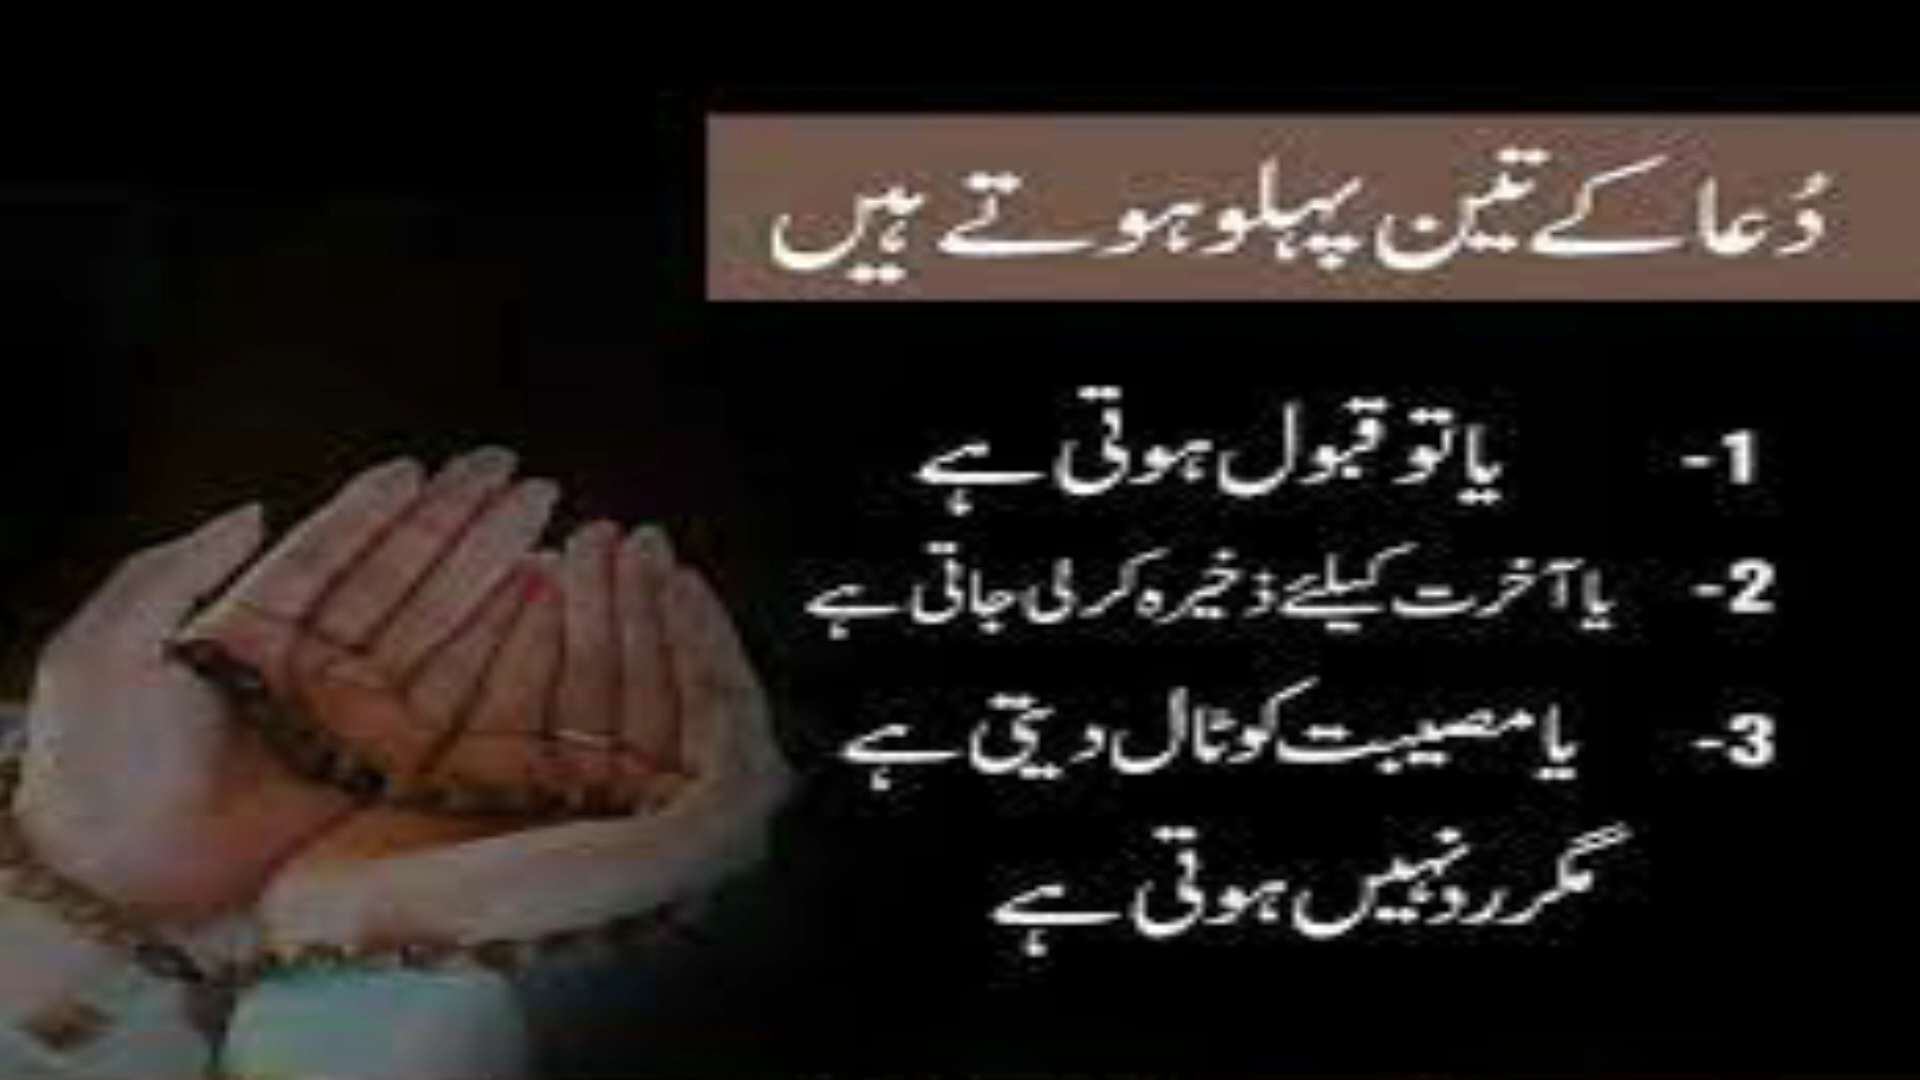 دُعا کے تین پہلو ہوتے ہیں
1- یا تو قبول ہوتی ہے
2- یا آخرت کیلئے ذخیرہ کر لی جاتی ہے
3- یا مصیبت کو ٹال دیتی ہے
مگر رد نہیں ہوتی ہے